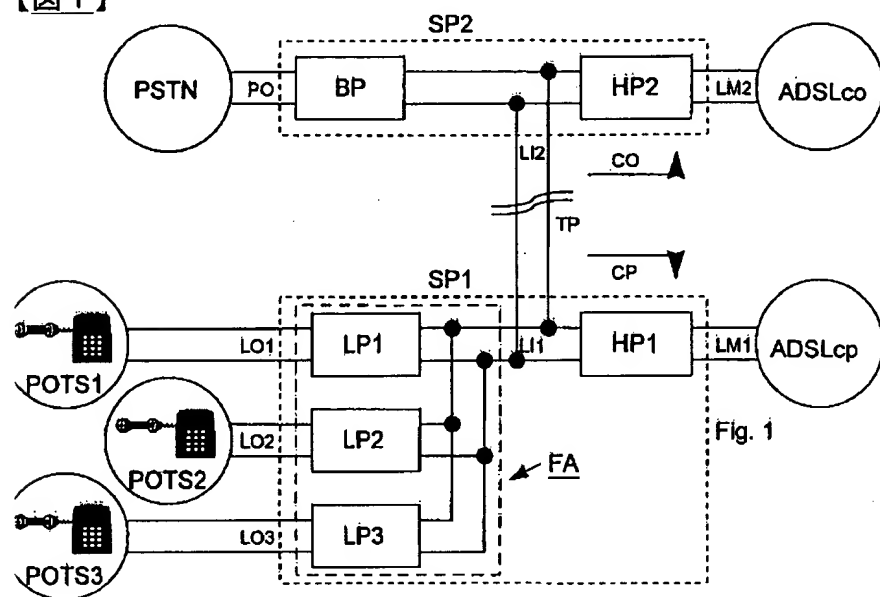 【図1】
SP2
PSTN
PO
BP
HP2
LM2
ADSLco
LI2
CO
TP
CP
SP1
POTS1
LO1
LP1
LI1
HP1
LM1
ADSLcp
POTS2
LO2
LP2
Fig. 1
FA
POTS3
LO3
LP3